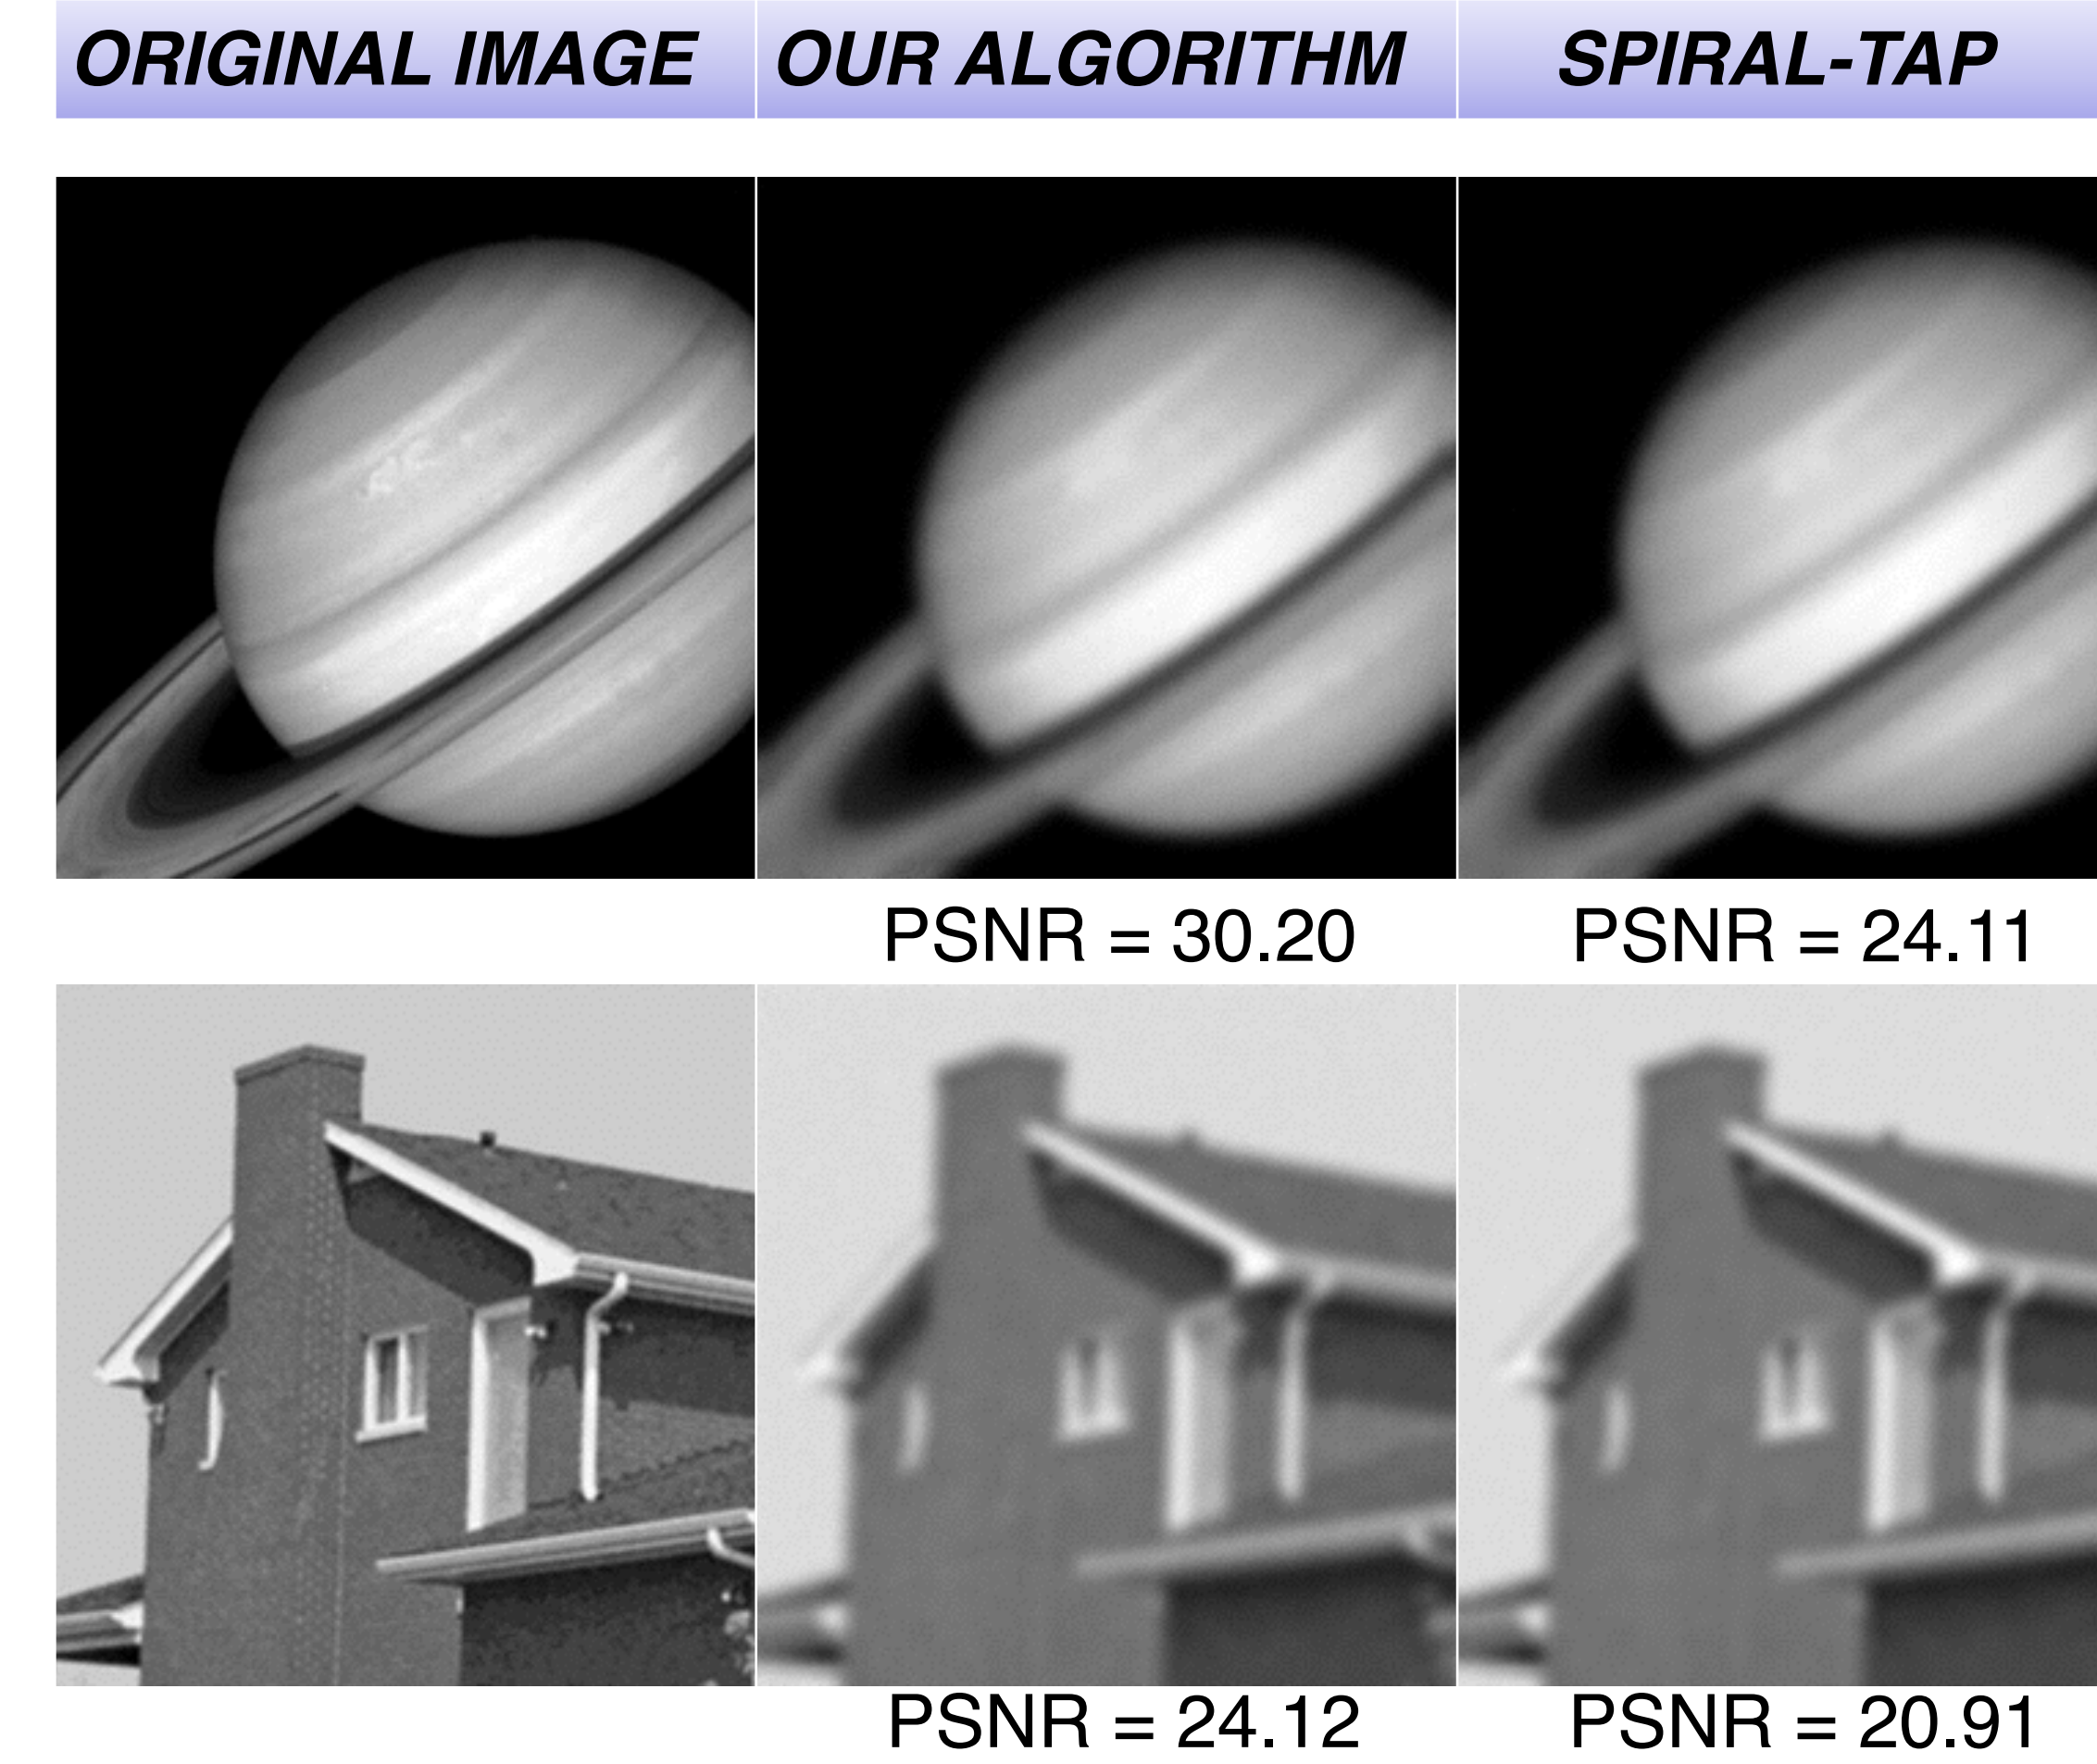 ORIGINAL IMAGE
OUR ALGORITHM
SPIRAL-TAP
PSNR = 30.20
PSNR = 24.11
PSNR = 24.12
PSNR = 20.91